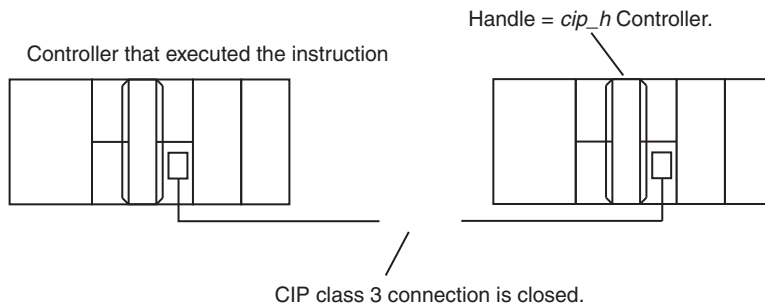 Handle = cip_h Controller.
Controller that executed the instruction
CIP class 3 connection is closed.